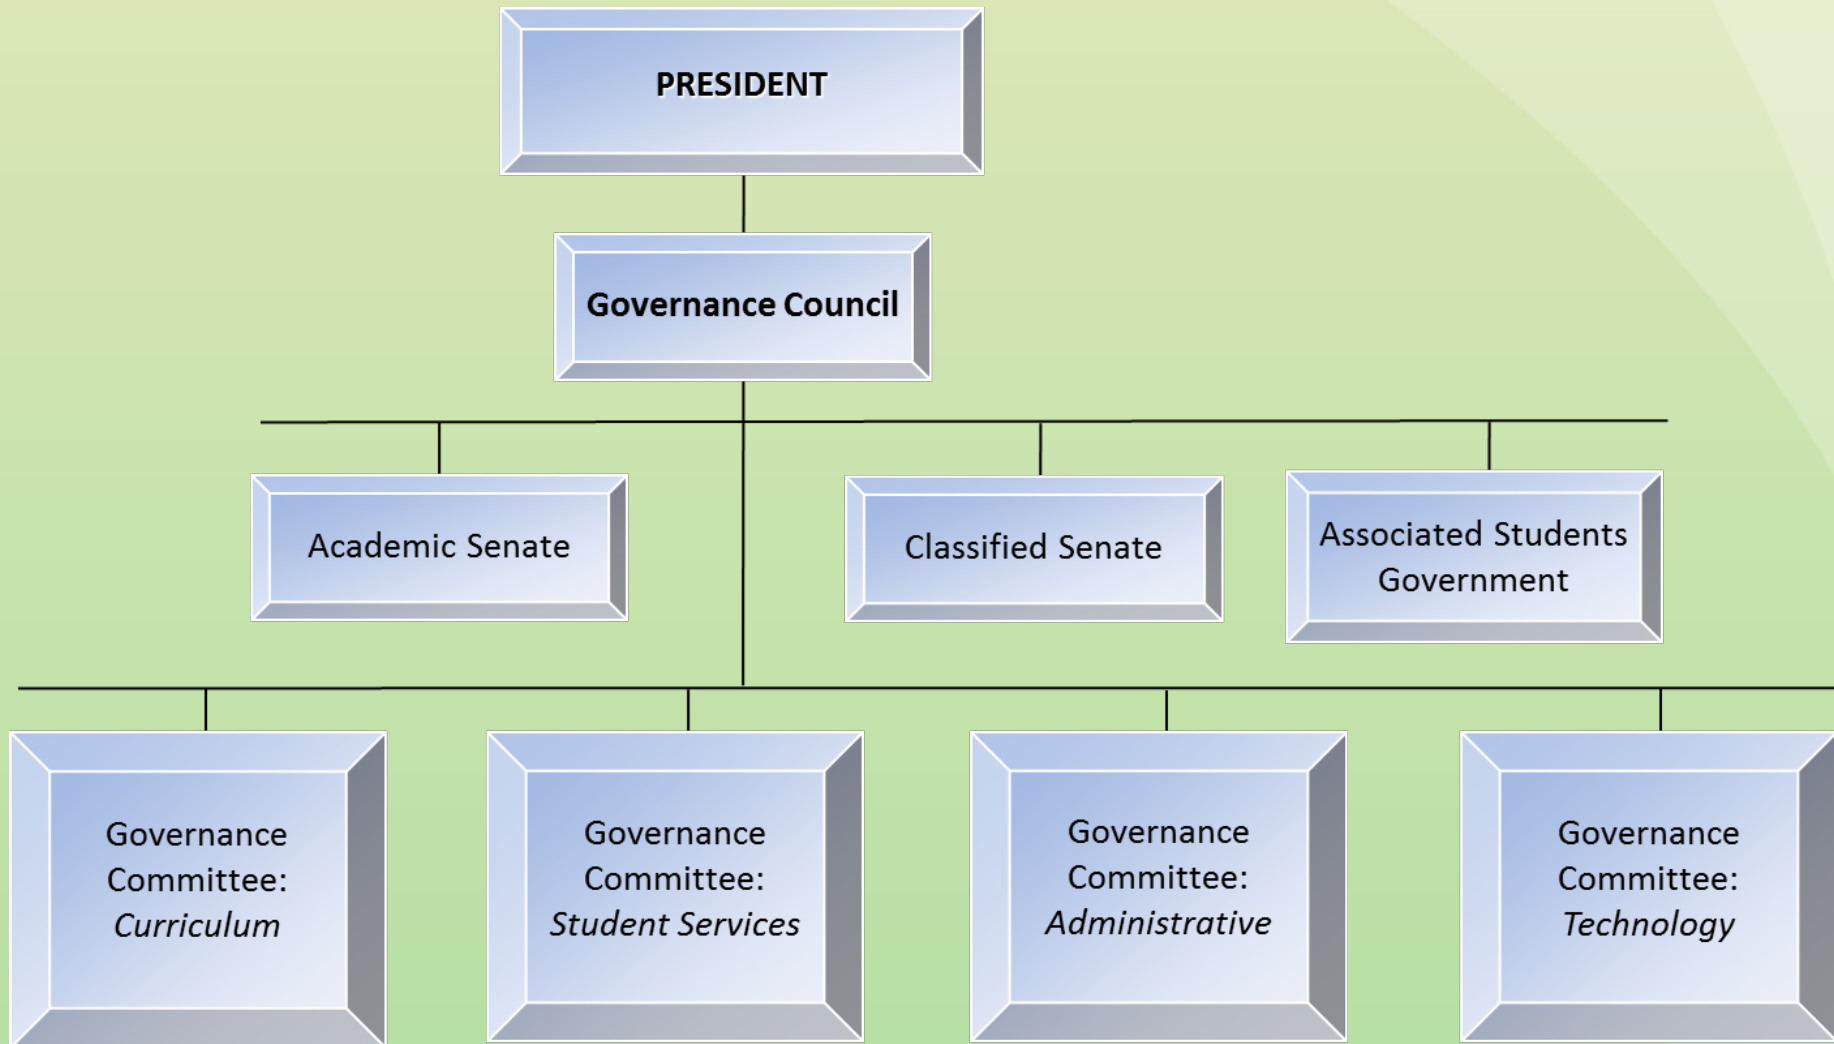 PRESIDENT
Governance Council
Academic Senate
Classified Senate
Associated Students
Government
Governance
Committee:
Curriculum
Governance
Committee:
Student Services
Governance
Committee:
Administrative
Governance
Committee:
Technology